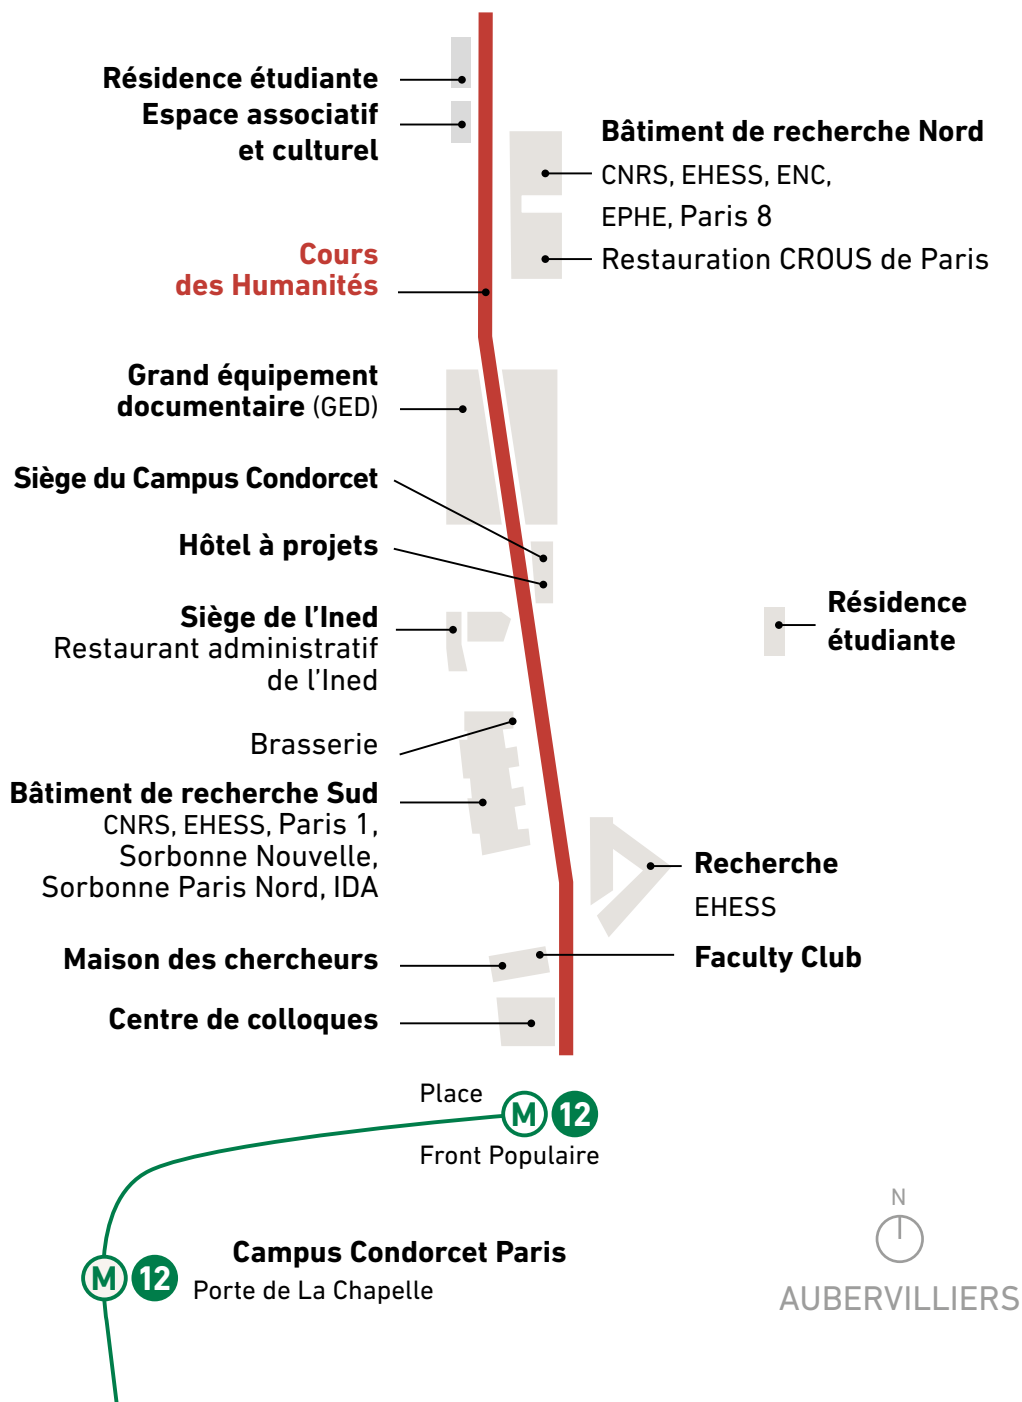 Résidence étudiante
Espace associatif
et culturel
Bâtiment de recherche Nord
CNRS, EHESS, ENC,
EPHE, Paris 8
Restauration CROUS de Paris
Cours
des Humanités
Grand équipement
documentaire (GED)
Siège du Campus Condorcet
Hôtel à projets
Siège de l’Ined
Restaurant administratif
de l’Ined
Résidence
étudiante
Brasserie
Bâtiment de recherche Sud
CNRS, EHESS, Paris 1,
Sorbonne Nouvelle,
Sorbonne Paris Nord, IDA
Recherche
EHESS
Maison des chercheurs
Faculty Club
Centre de colloques
Place
M 12
Front Populaire
N
AUBERVILLIERS
Campus Condorcet Paris
M 12
Porte de La Chapelle